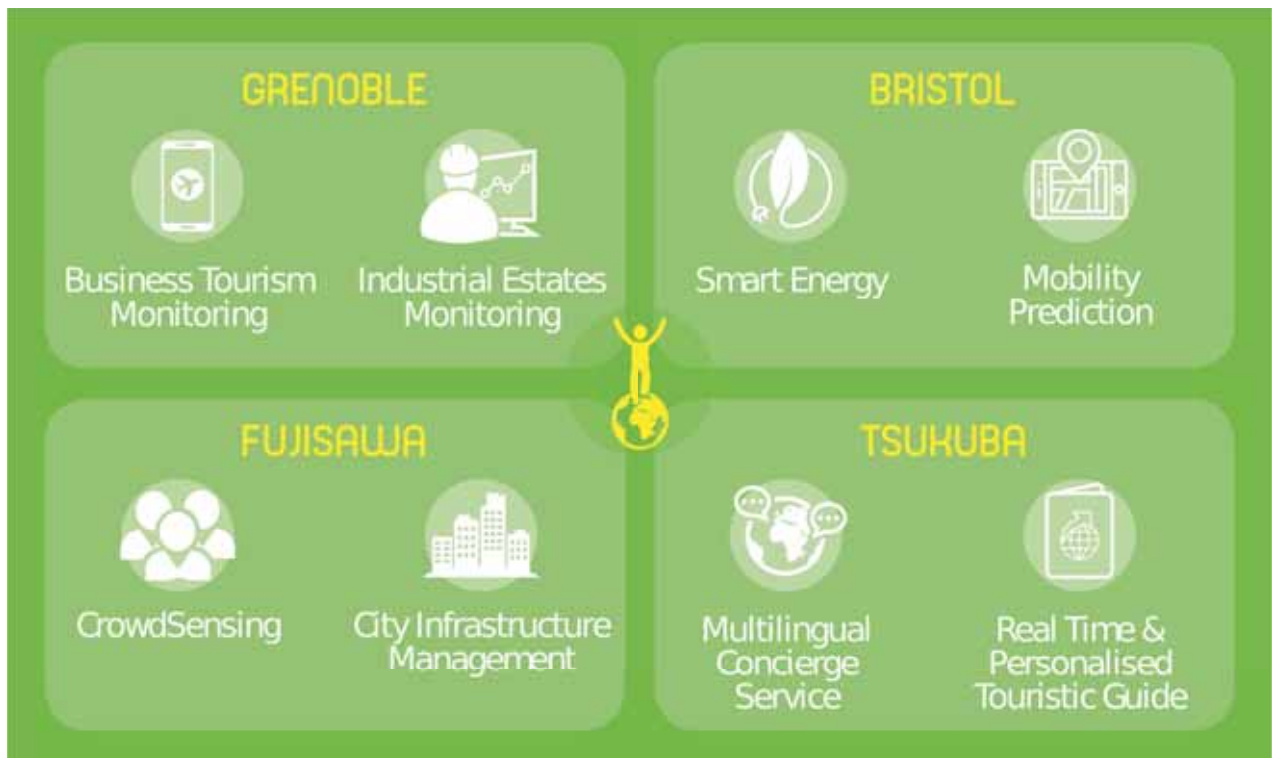 GRENOBLE
Business Tourism
Monitoring
Industrial Estates
Monitoring
BRISTOL
Smart Energy
Mobility
Prediction
FUJISAWA
CrowdSensing
City Infrastructure
Management
TSUKUBA
Multilingual
Concierge
Service
Real Time &
Personalised
Touristic Guide